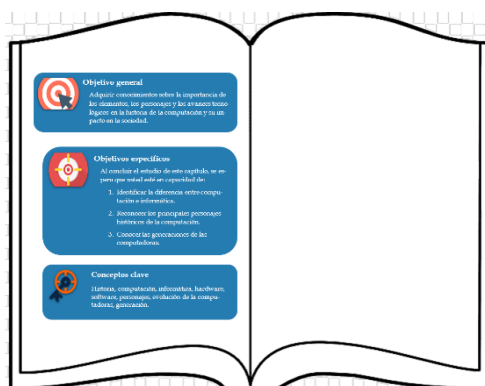 Objetivo general
Adquirir conocimientos sobre la importancia de
los elementos, los personajes y los avances tecno
lógicos en la historia de la computación y su im-
pacto en la sociedad.
Objetivos específicos
Al concluir el estudio de este capítulo, se es-
pera que usted esté en capacidad de:
1. Identificar la diferencia entre compu-
tación e informática.
2. Reconocer los principales personajes
históricos de la computación.
3. Conocer las generaciones de las
computadoras.
Conceptos clave
Historia, computación, informática, hardware,
software, personajes, evolución de la compu-
tadoras, generación.